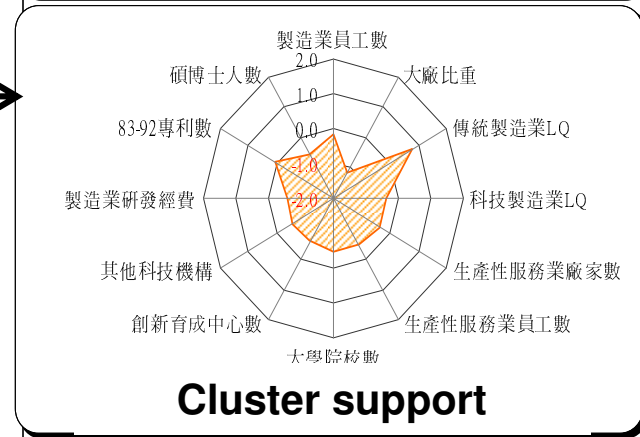 製造業員工數
2.0
碩博士人數
大廠比重
1.0
83-92專利數
0.0
傳統製造業LQ
-1.0
製造業研發經費
-2.0
科技製造業LQ
其他科技機構
生產性服務業廠家數
創新育成中心數
生產性服務業員工數
大學院校數
Cluster support